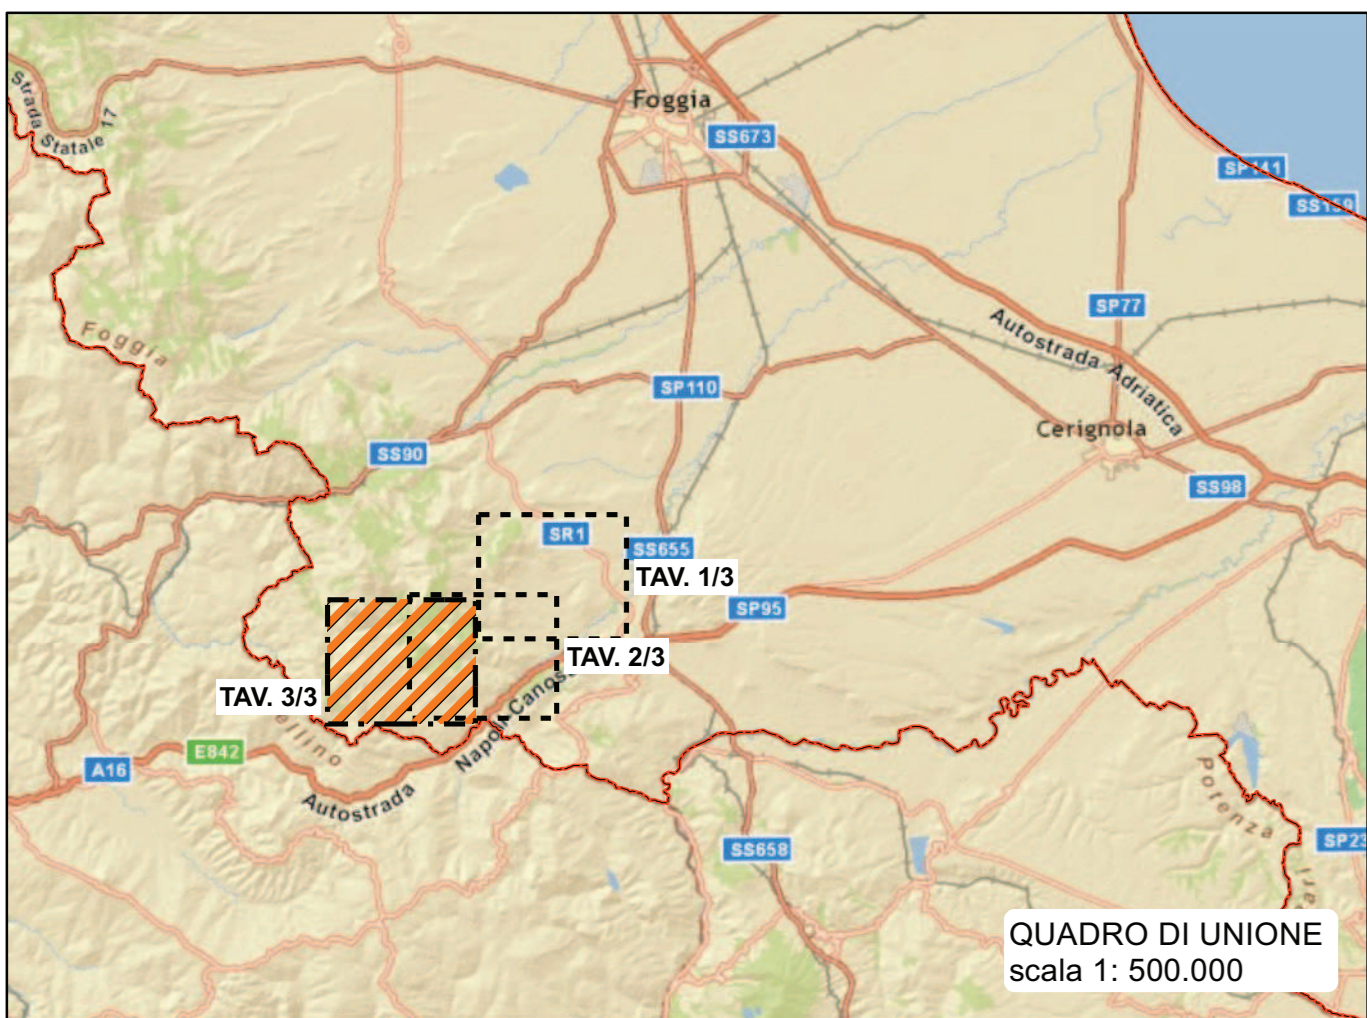 Strada
Statale 17
Foggia
SS673
SP141
SS159
Foggia
SP77
Autostrada Adriatica
SP110
Cerignola
SS90
SS98
SR1
SS655
TAV. 1/3
SP95
TAV. 2/3
TAV. 3/3
Napoli Canosa
E842
A16
Autostrada
Potenza
SS658
SP23
QUADRO DI UNIONE
scala 1: 500.000